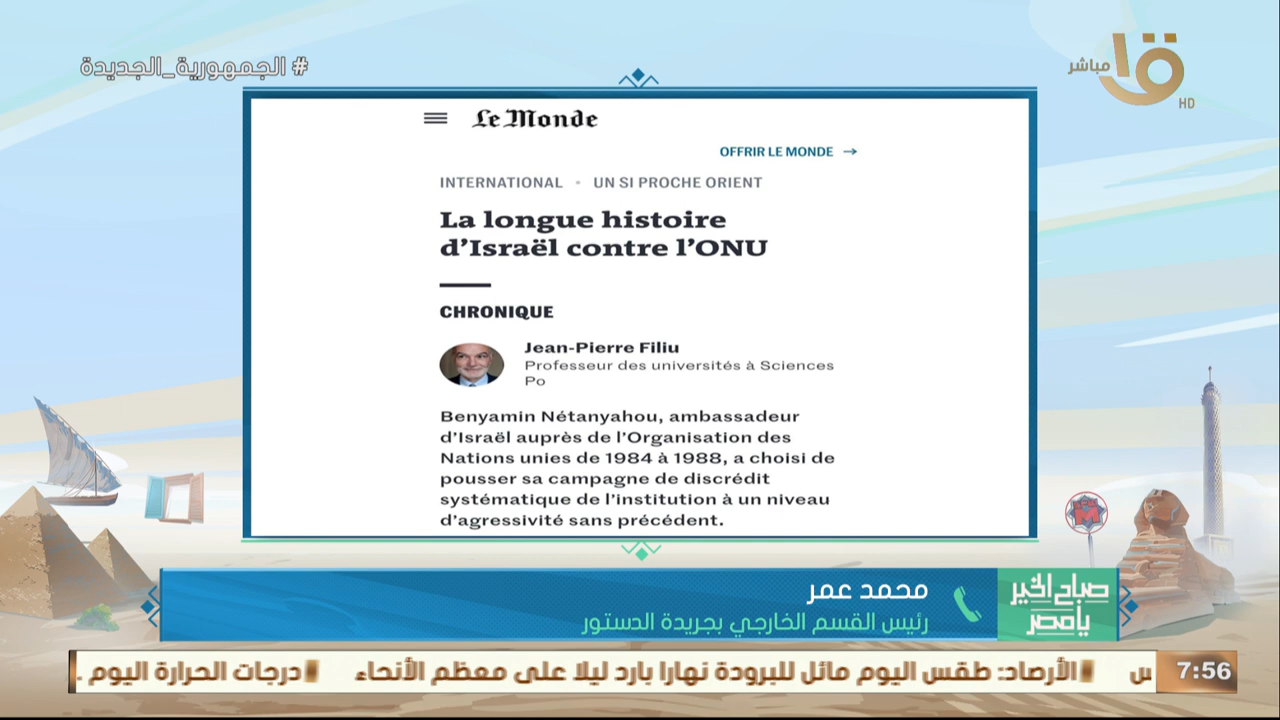 # الجمهورية_الجديدة
مباشر
HD
Le Monde
OFFRIR LE MONDE →
INTERNATIONAL • UN SI PROCHE ORIENT
La longue histoire
d’Israël contre l’ONU
CHRONIQUE
Jean-Pierre Filiu
Professeur des universités à Sciences
Po
Benyamin Nétanyahou, ambassadeur
d’Israël auprès de l’Organisation des
Nations unies de 1984 à 1988, a choisi de
pousser sa campagne de discrédit
systématique de l’institution à un niveau
d’agressivité sans précédent.
M
صباح الخير
يا مصر
محمد عمر
رئيس القسم الخارجي بجريدة الدستور
7:56
الأرصاد: طقس اليوم مائل للبرودة نهارا بارد ليلا على معظم الأنحاء درجات الحرارة اليوم